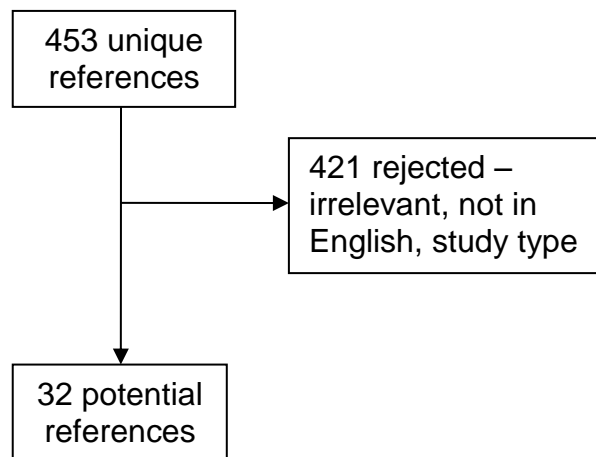 453 unique
references
421 rejected –
irrelevant, not in
English, study type
32 potential
references